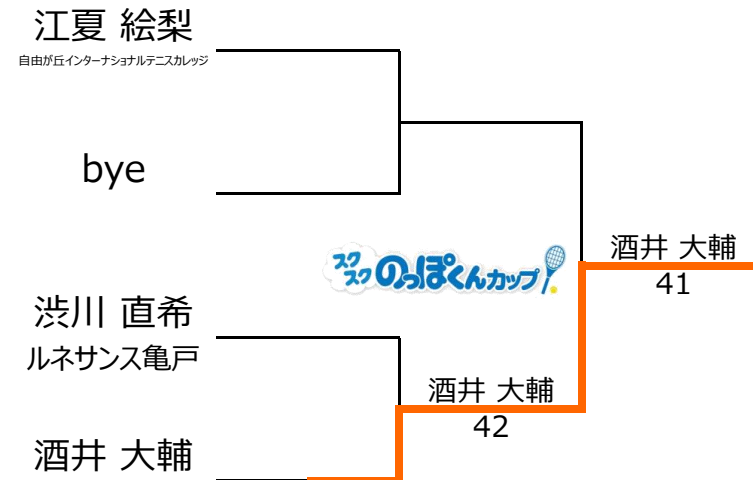 江夏 絵梨
自由が丘インターナショナルテニスカレッジ
bye
スクスクのっぽくんカップ!
酒井 大輔
41
渋川 直希
ルネサンス亀戸
酒井 大輔
42
酒井 大輔